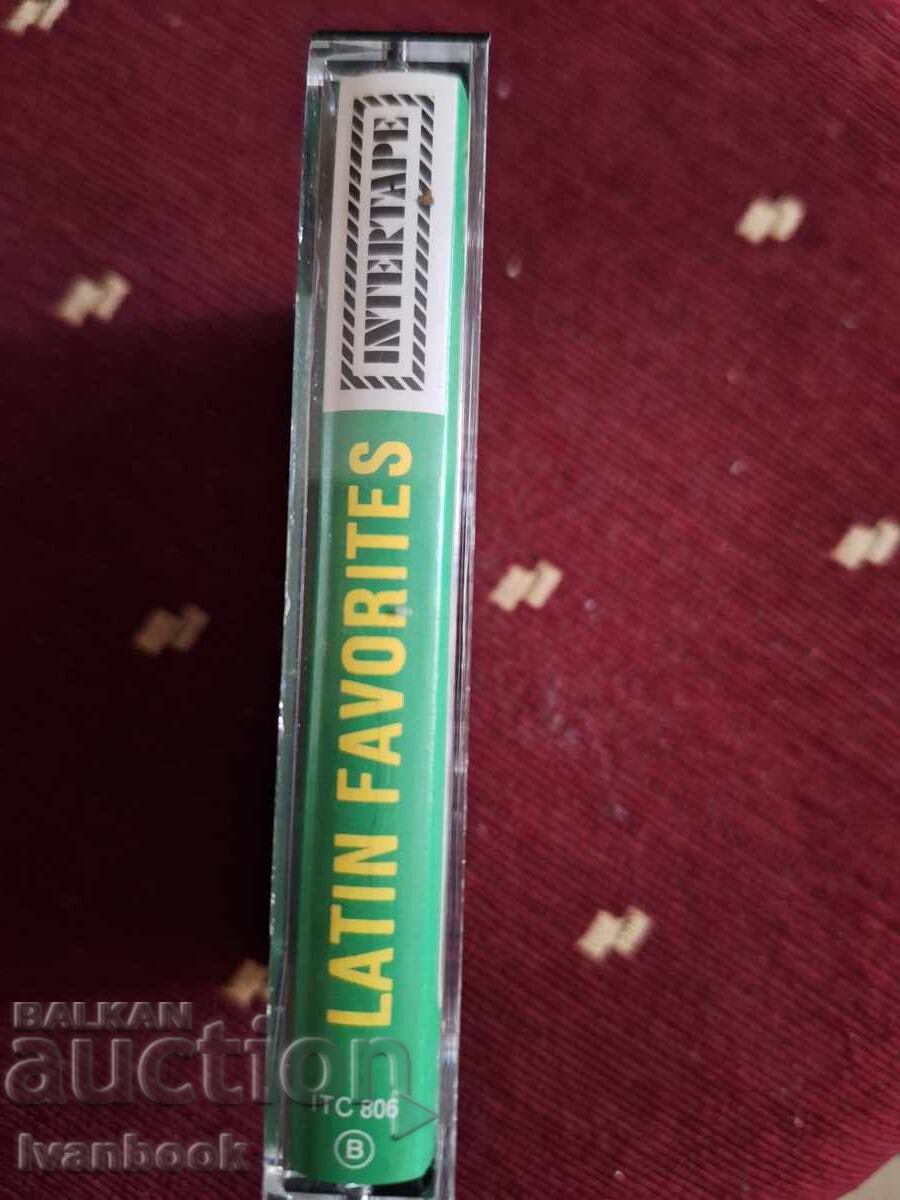 INTERTAPE
LATIN FAVORITES
ITC 806
B
BALKAN
auction
Ivanbook